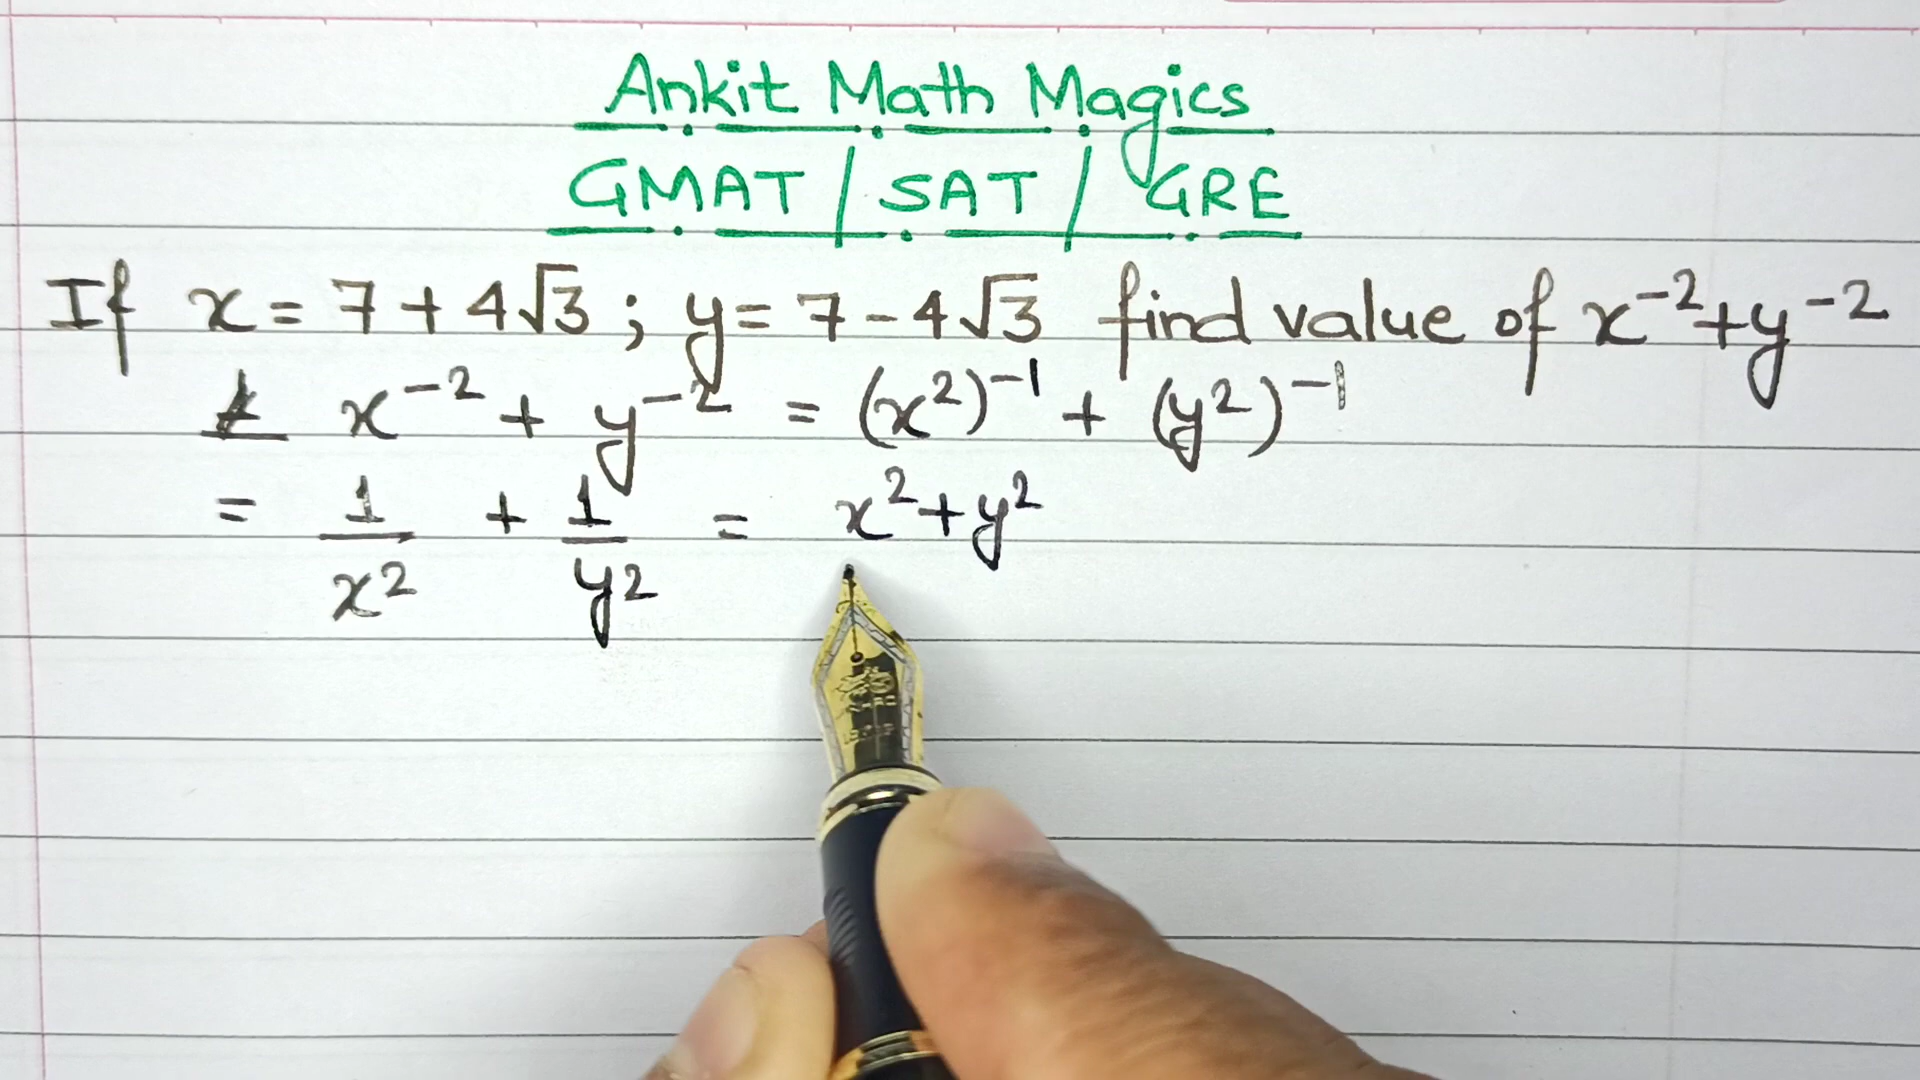 Ankit Math Magics
GMAT / SAT / GRE
If x = 7 + 4√3 ; y = 7 - 4√3 find value of x⁻² + y⁻²
x⁻² + y⁻² = (x²)⁻¹ + (y²)⁻¹
= 1/x² + 1/y² = x² + y²